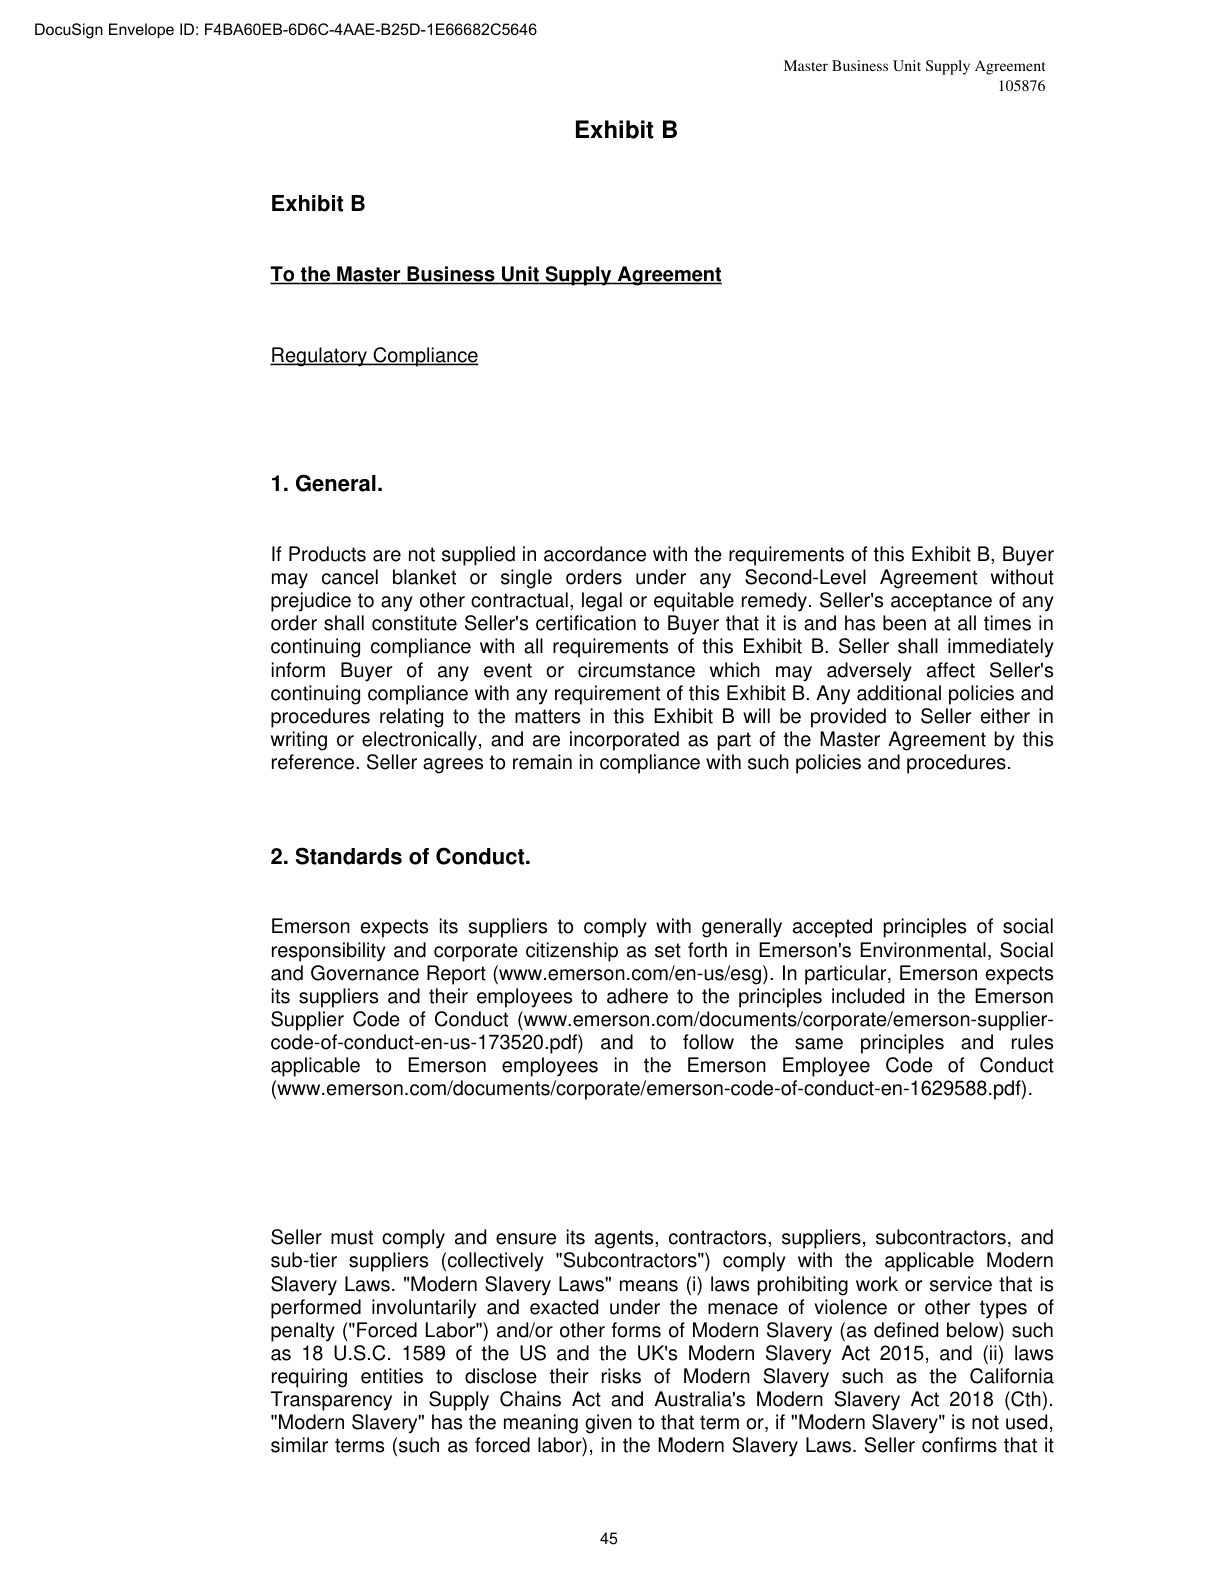 DocuSign Envelope ID: F4BA60EB-6D6C-4AAE-B25D-1E66682C5646
Master Business Unit Supply Agreement
105876
Exhibit B
Exhibit B
To the Master Business Unit Supply Agreement
Regulatory Compliance
1. General.
If Products are not supplied in accordance with the requirements of this Exhibit B, Buyer
may cancel blanket or single orders under any Second-Level Agreement without
prejudice to any other contractual, legal or equitable remedy. Seller's acceptance of any
order shall constitute Seller's certification to Buyer that it is and has been at all times in
continuing compliance with all requirements of this Exhibit B. Seller shall immediately
inform Buyer of any event or circumstance which may adversely affect Seller's
continuing compliance with any requirement of this Exhibit B. Any additional policies and
procedures relating to the matters in this Exhibit B will be provided to Seller either in
writing or electronically, and are incorporated as part of the Master Agreement by this
reference. Seller agrees to remain in compliance with such policies and procedures.
2. Standards of Conduct.
Emerson expects its suppliers to comply with generally accepted principles of social
responsibility and corporate citizenship as set forth in Emerson's Environmental, Social
and Governance Report (www.emerson.com/en-us/esg). In particular, Emerson expects
its suppliers and their employees to adhere to the principles included in the Emerson
Supplier Code of Conduct (www.emerson.com/documents/corporate/emerson-supplier-
code-of-conduct-en-us-173520.pdf) and to follow the same principles and rules
applicable to Emerson employees in the Emerson Employee Code of Conduct
(www.emerson.com/documents/corporate/emerson-code-of-conduct-en-1629588.pdf).
Seller must comply and ensure its agents, contractors, suppliers, subcontractors, and
sub-tier suppliers (collectively "Subcontractors") comply with the applicable Modern
Slavery Laws. "Modern Slavery Laws" means (i) laws prohibiting work or service that is
performed involuntarily and exacted under the menace of violence or other types of
penalty ("Forced Labor") and/or other forms of Modern Slavery (as defined below) such
as 18 U.S.C. 1589 of the US and the UK's Modern Slavery Act 2015, and (ii) laws
requiring entities to disclose their risks of Modern Slavery such as the California
Transparency in Supply Chains Act and Australia's Modern Slavery Act 2018 (Cth).
"Modern Slavery" has the meaning given to that term or, if "Modern Slavery" is not used,
similar terms (such as forced labor), in the Modern Slavery Laws. Seller confirms that it
45